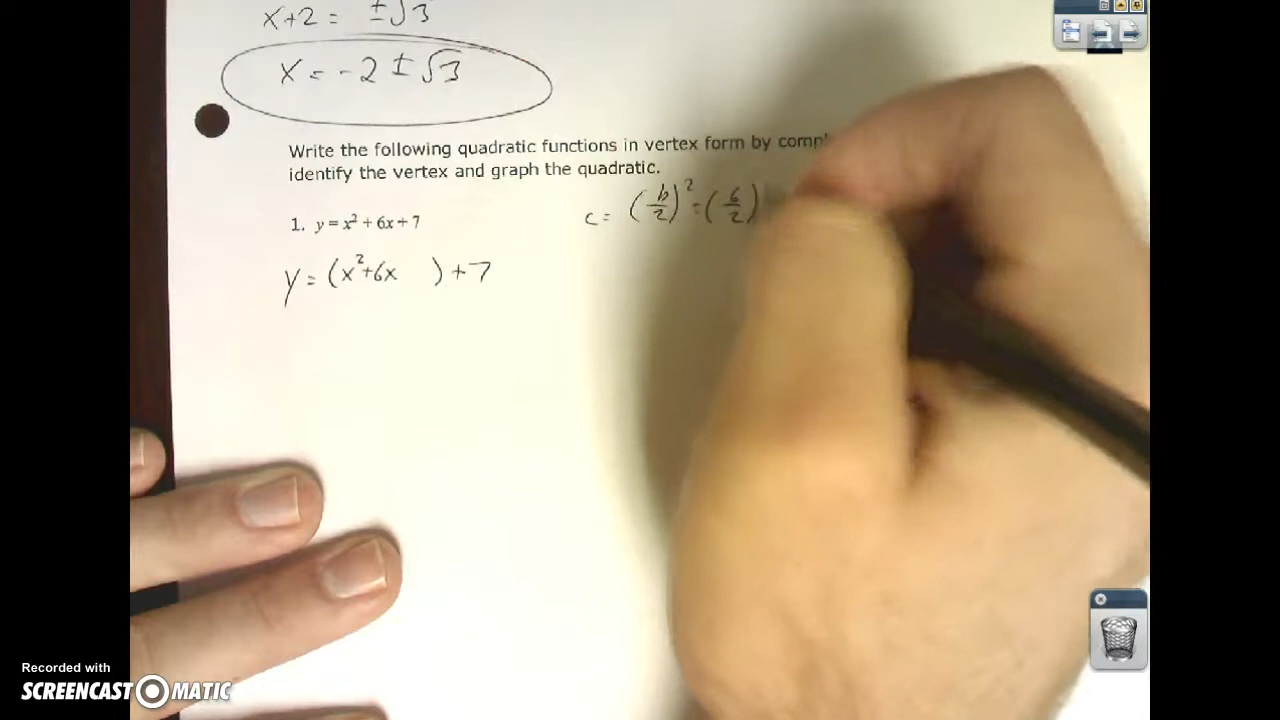 x+2 = ±√3
x = -2 ± √3
Write the following quadratic functions in vertex form by
identify the vertex and graph the quadratic.
c = (b/2)² = (6/2)
1. y = x² + 6x + 7
y = (x²+6x ) + 7
Recorded with
SCREENCAST MATIC